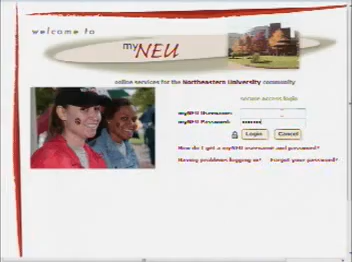 welcome to
myNEU
online services for the Northeastern University community
secure access login
myNEU Username:
myNEU Password:
Login Cancel
How do I get a myNEU username and password?
Having problems logging in? Forgot your password?